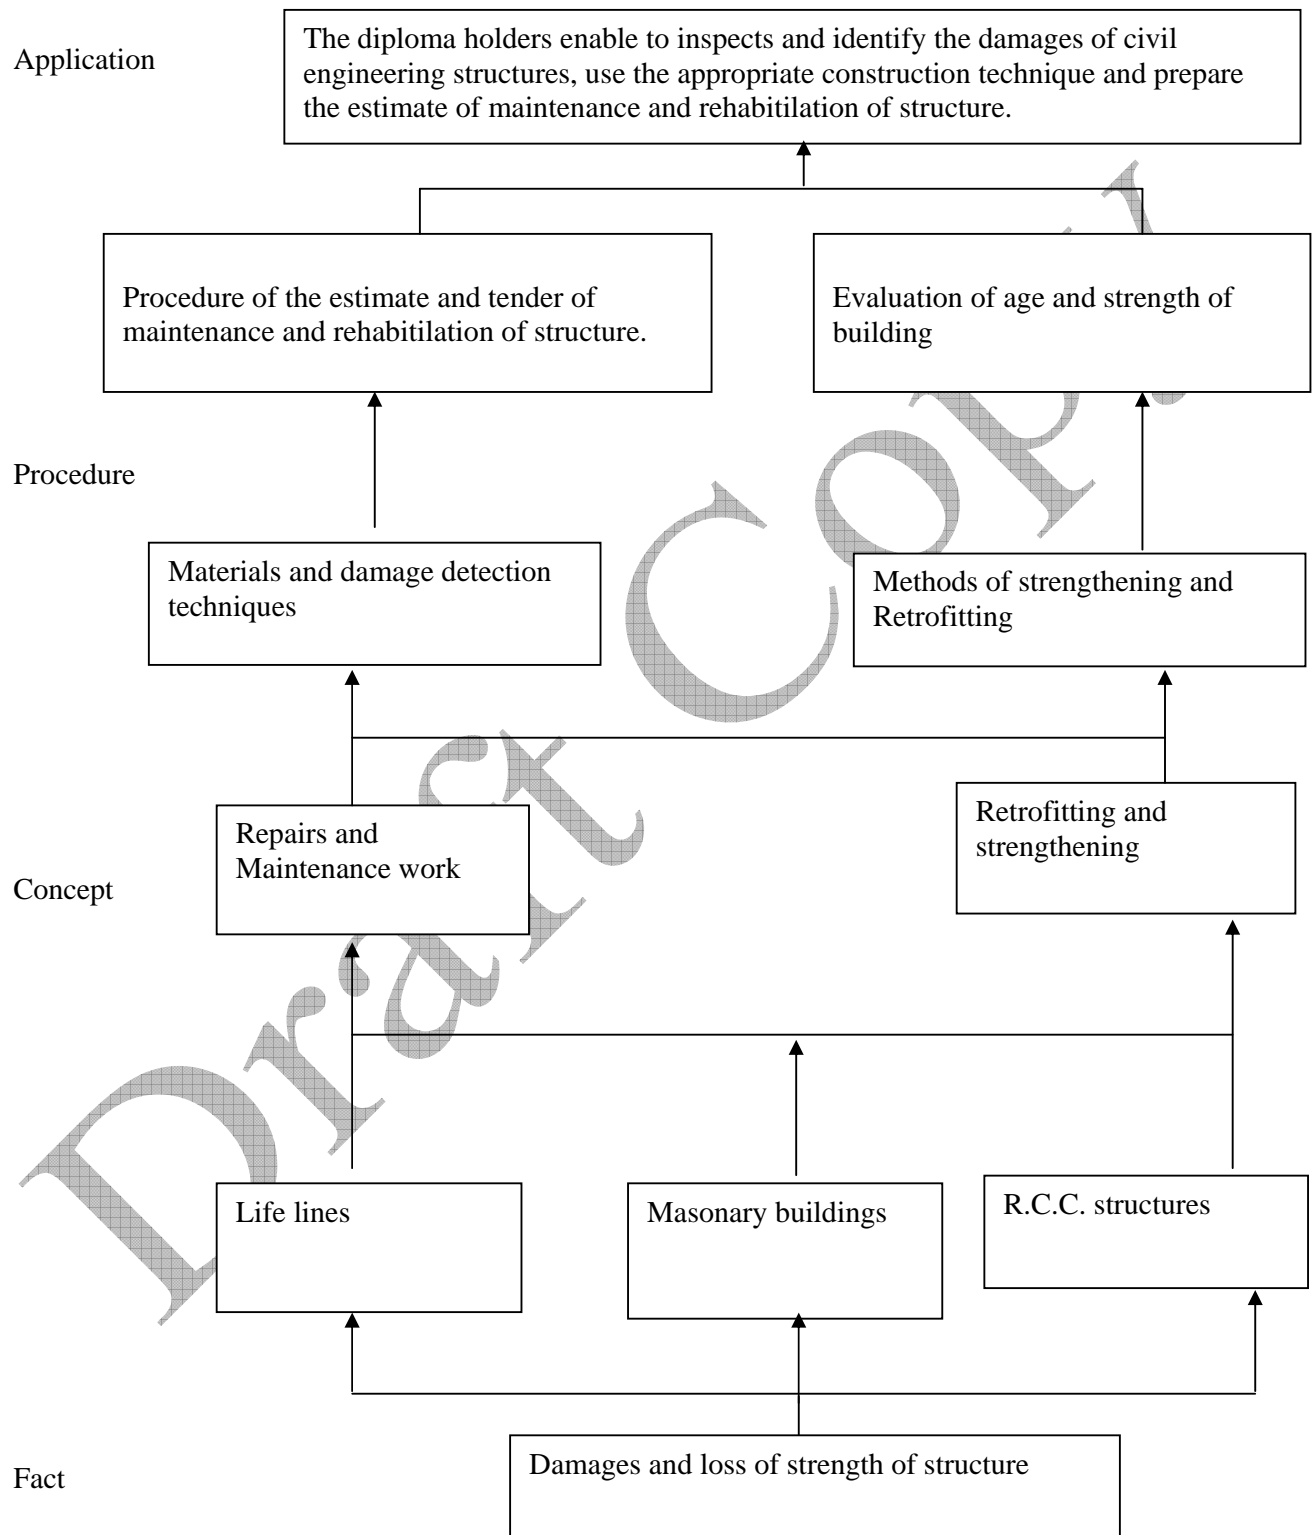 Application
The diploma holders enable to inspects and identify the damages of civil
engineering structures, use the appropriate construction technique and prepare
the estimate of maintenance and rehabitilation of structure.
Procedure of the estimate and tender of
maintenance and rehabitilation of structure.
Evaluation of age and strength of
building
Procedure
Materials and damage detection
techniques
Methods of strengthening and
Retrofitting
Repairs and
Maintenance work
Retrofitting and
strengthening
Concept
Life lines
Masonary buildings
R.C.C. structures
Fact
Damages and loss of strength of structure
Draft Copy